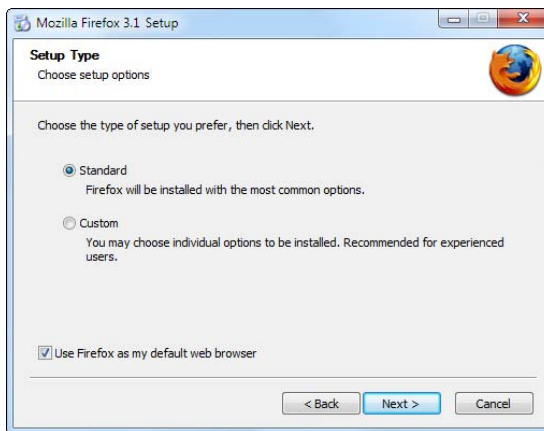 Mozilla Firefox 3.1 Setup
Setup Type
Choose setup options
Choose the type of setup you prefer, then click Next.
Standard
Firefox will be installed with the most common options.
Custom
You may choose individual options to be installed. Recommended for experienced
users.
Use Firefox as my default web browser
< Back Next > Cancel